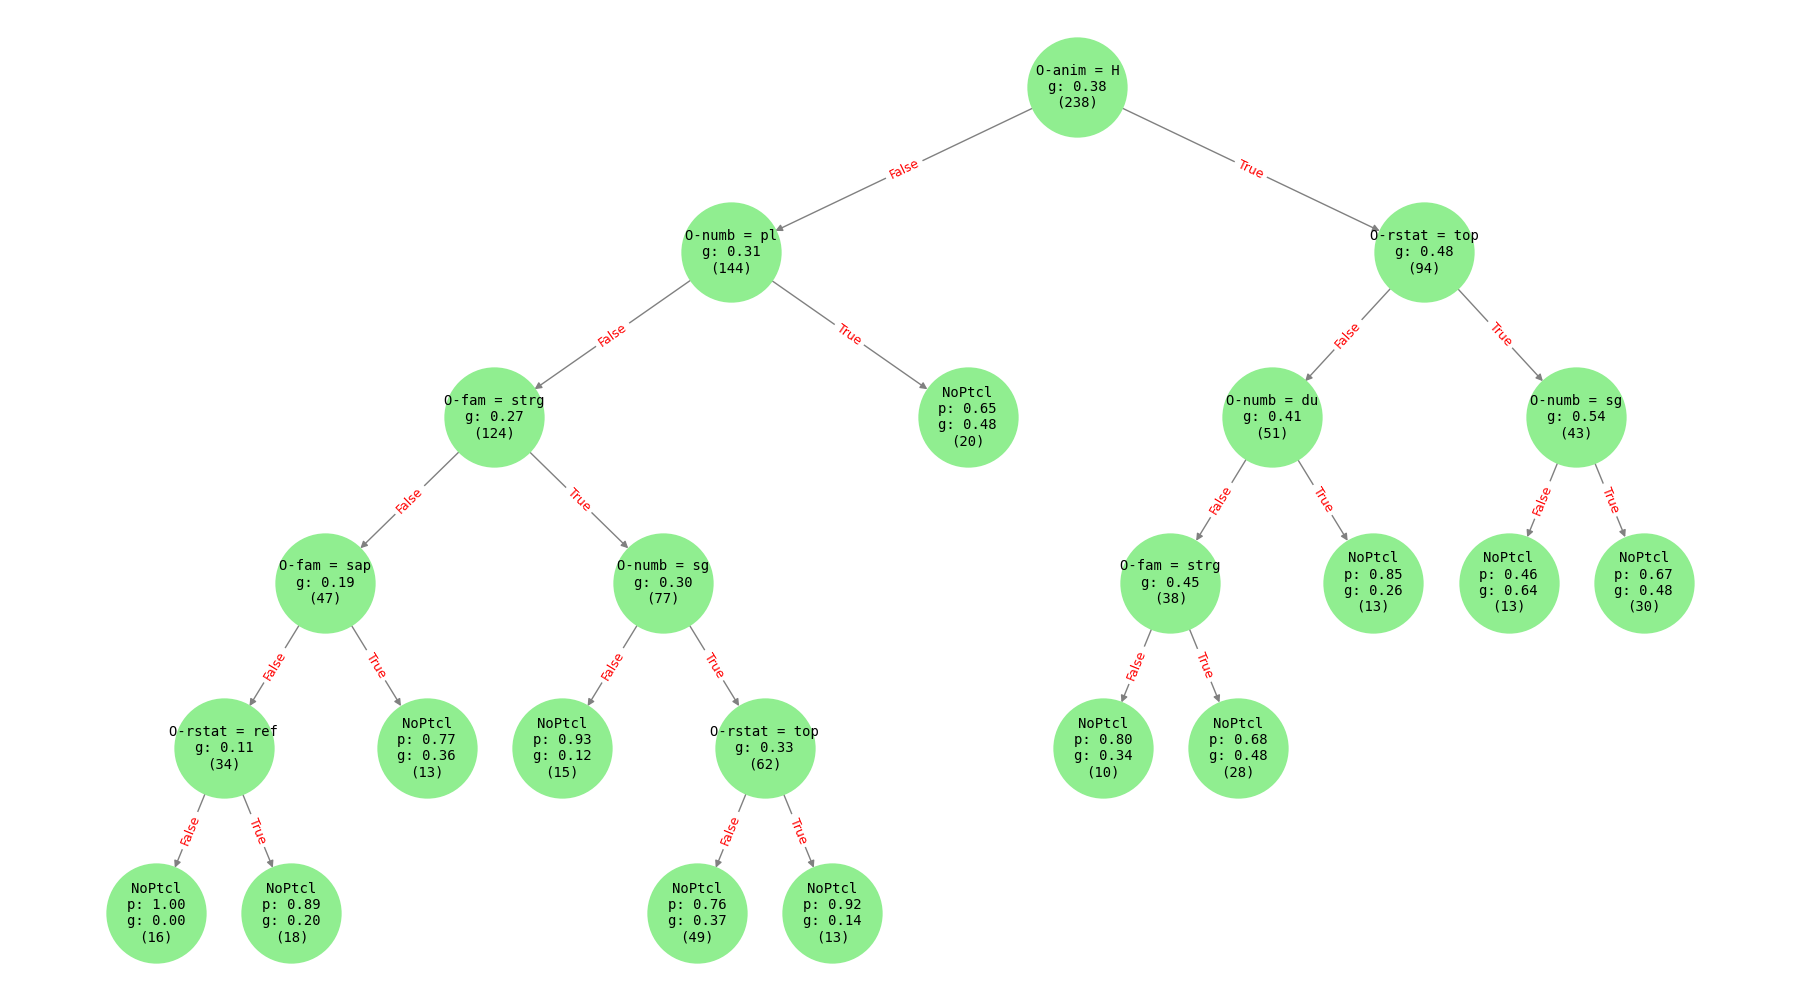 O-anim = H
g: 0.38
(238)
False
True
O-numb = pl
g: 0.31
(144)
O-rstat = top
g: 0.48
(94)
False
True
False
True
O-fam = strg
g: 0.27
(124)
NoPtcl
p: 0.65
g: 0.48
(20)
O-numb = du
g: 0.41
(51)
O-numb = sg
g: 0.54
(43)
False
True
False
True
False
True
O-fam = sap
g: 0.19
(47)
O-numb = sg
g: 0.30
(77)
O-fam = strg
g: 0.45
(38)
NoPtcl
p: 0.85
g: 0.26
(13)
NoPtcl
p: 0.46
g: 0.64
(13)
NoPtcl
p: 0.67
g: 0.48
(30)
False
True
False
True
False
True
O-rstat = ref
g: 0.11
(34)
NoPtcl
p: 0.77
g: 0.36
(13)
NoPtcl
p: 0.93
g: 0.12
(15)
O-rstat = top
g: 0.33
(62)
NoPtcl
p: 0.80
g: 0.34
(10)
NoPtcl
p: 0.68
g: 0.48
(28)
False
True
False
True
NoPtcl
p: 1.00
g: 0.00
(16)
NoPtcl
p: 0.89
g: 0.20
(18)
NoPtcl
p: 0.76
g: 0.37
(49)
NoPtcl
p: 0.92
g: 0.14
(13)